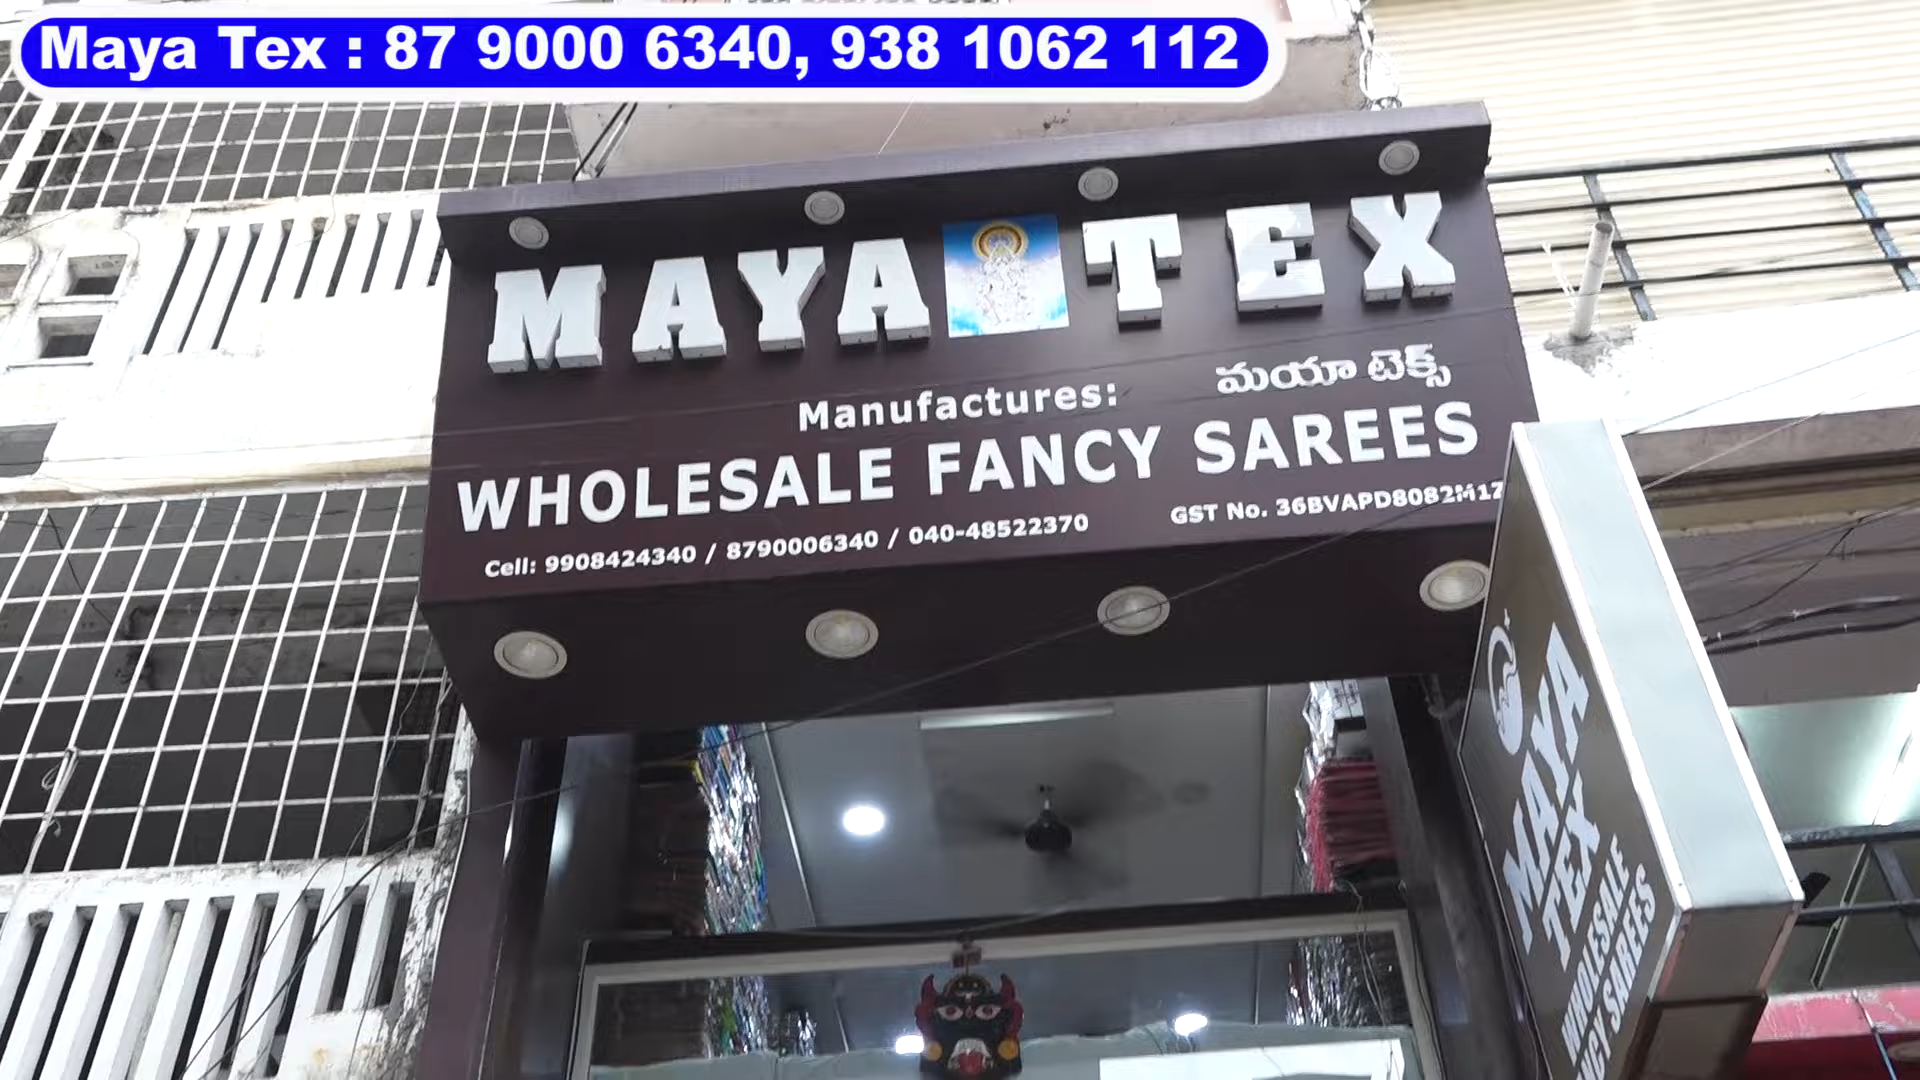 Maya Tex : 87 9000 6340, 938 1062 112
MAYA TEX
మయా టెక్స్
Manufactures:
WHOLESALE FANCY SAREES
Cell: 9908424340 / 8790006340 / 040-48522370
GST No. 36BVAPD8082M1Z
MAYA
TEX
WHOLESALE
FANCY SAREES